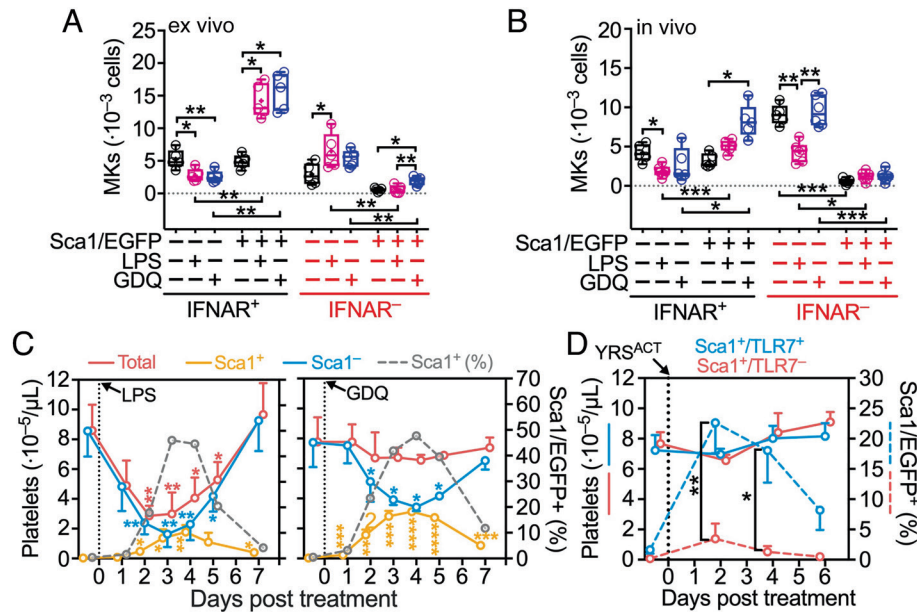 A
ex vivo
MKs (·10⁻³ cells)
25
20
15
10
5
0
* ** * * * * **
** ** ** **
Sca1/EGFP − − − + + + − − − + + +
LPS − + − − + − − + − − + −
GDQ − − + − − + − − + − − +
IFNAR⁺ IFNAR⁻
B
in vivo
MKs (·10⁻³ cells)
25
20
15
10
5
0
* * ** **
*** * *** * ***
Sca1/EGFP − − − + + + − − − + + +
LPS − + − − + − − + − − + −
GDQ − − + − − + − − + − − +
IFNAR⁺ IFNAR⁻
C
Total Sca1⁺ Sca1⁻ Sca1⁺ (%)
LPS
GDQ
Platelets (·10⁻⁵/µL)
12
10
8
6
4
2
0
70
60
50
40
30
20
10
0
Sca1/EGFP+ (%)
0 1 2 3 4 5 7
0 1 2 3 4 5 7
Days post treatment
D
YRSᴬᶜᵀ
Sca1⁺/TLR7⁺
Sca1⁺/TLR7⁻
Platelets (·10⁻⁵/µL)
12
10
8
6
4
2
0
** *
30
25
20
15
10
5
0
Sca1/EGFP⁺ (%)
0 1 2 3 4 5 6
Days post treatment